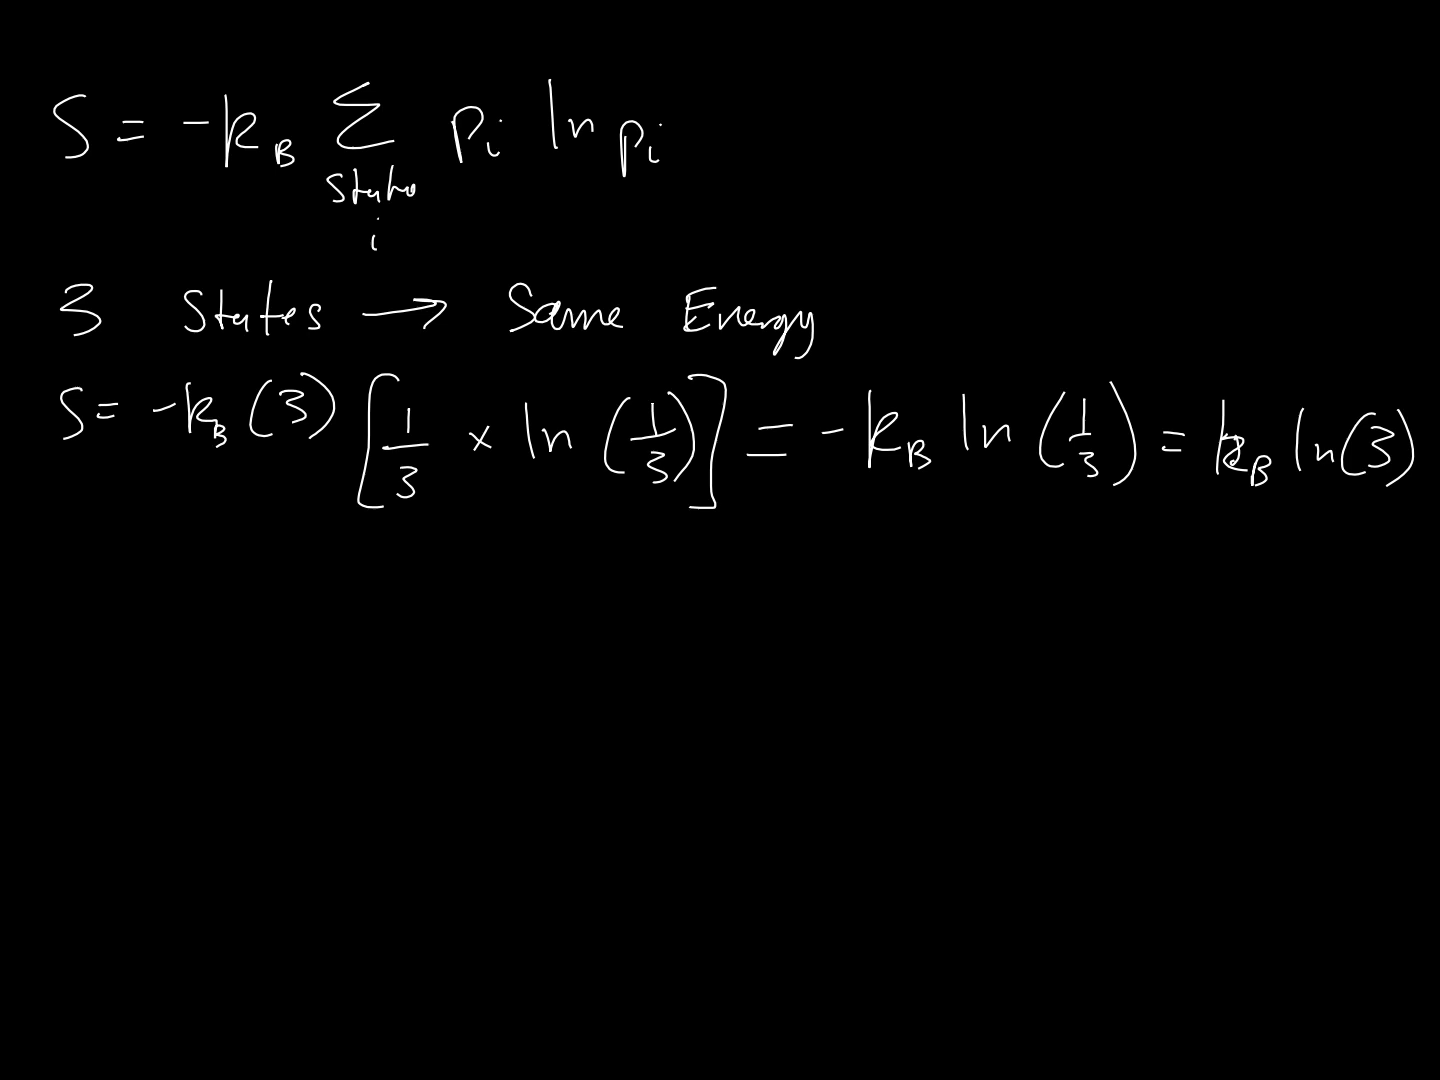 S = -k_B Σ p_i ln p_i
states
i
3 States → Same Energy
S = -k_B (3) [1/3 × ln (1/3)] = -k_B ln (1/3) = k_B ln(3)